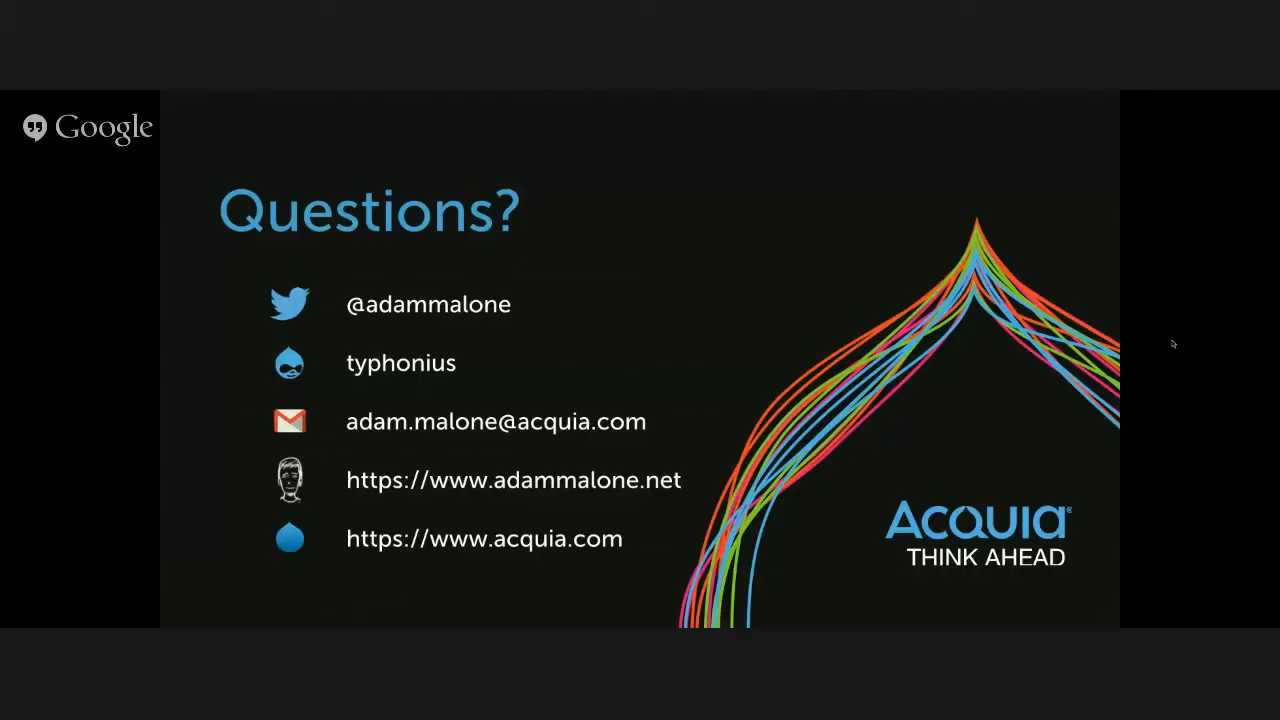 Google
Questions?
@adammalone
typhonius
adam.malone@acquia.com
https://www.adammalone.net
https://www.acquia.com
ACQUIA®
THINK AHEAD